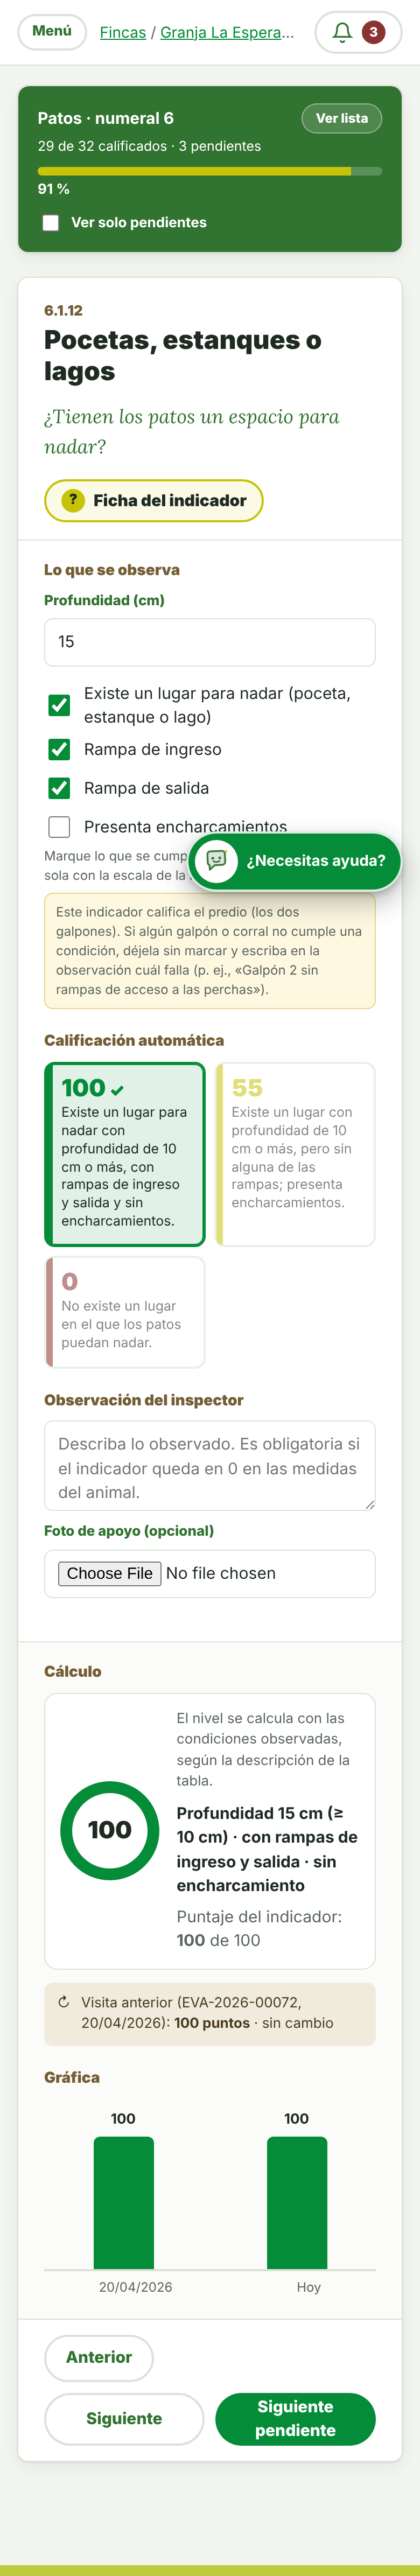 Menú
Fincas / Granja La Espera...
3
Patos · numeral 6
Ver lista
29 de 32 calificados · 3 pendientes
91 %
Ver solo pendientes
6.1.12
Pocetas, estanques o
lagos
¿Tienen los patos un espacio para
nadar?
? Ficha del indicador
Lo que se observa
Profundidad (cm)
15
Existe un lugar para nadar (poceta,
estanque o lago)
Rampa de ingreso
Rampa de salida
Presenta encharcamientos
Marque lo que se cump
sola con la escala de la
¿Necesitas ayuda?
Este indicador califica el predio (los dos
galpones). Si algún galpón o corral no cumple una
condición, déjela sin marcar y escriba en la
observación cuál falla (p. ej., «Galpón 2 sin
rampas de acceso a las perchas»).
Calificación automática
100 ✓
Existe un lugar para
nadar con
profundidad de 10
cm o más, con
rampas de ingreso
y salida y sin
encharcamientos.
55
Existe un lugar con
profundidad de 10
cm o más, pero sin
alguna de las
rampas; presenta
encharcamientos.
0
No existe un lugar
en el que los patos
puedan nadar.
Observación del inspector
Describa lo observado. Es obligatoria si
el indicador queda en 0 en las medidas
del animal.
Foto de apoyo (opcional)
Choose File No file chosen
Cálculo
100
El nivel se calcula con las
condiciones observadas,
según la descripción de la
tabla.
Profundidad 15 cm (≥
10 cm) · con rampas de
ingreso y salida · sin
encharcamiento
Puntaje del indicador:
100 de 100
↻ Visita anterior (EVA-2026-00072,
20/04/2026): 100 puntos · sin cambio
Gráfica
100 100
20/04/2026 Hoy
Anterior
Siguiente
Siguiente
pendiente